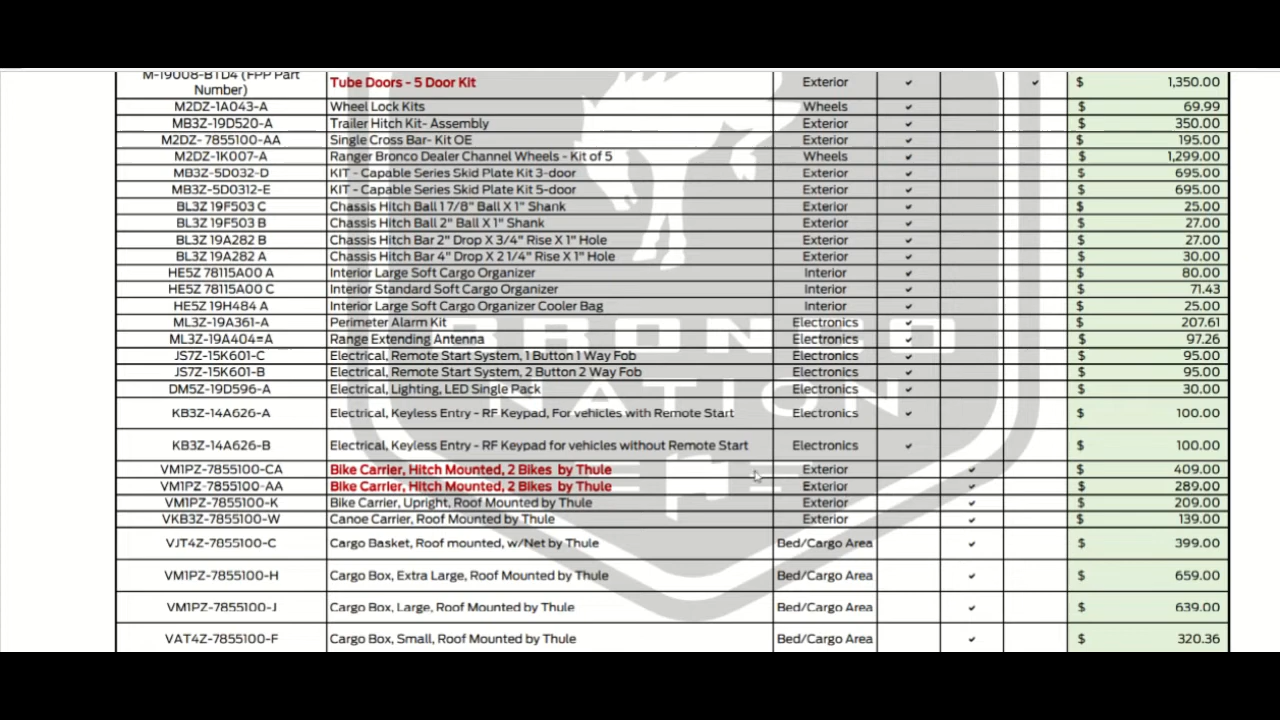 M-19008-BTD4 (FPP Part Number) Tube Doors - 5 Door Kit Exterior ✓ ✓ $ 1,350.00
M2DZ-1A043-A Wheel Lock Kits Wheels ✓ $ 69.99
MB3Z-19D520-A Trailer Hitch Kit- Assembly Exterior ✓ $ 350.00
M2DZ- 7855100-AA Single Cross Bar- Kit OE Exterior ✓ $ 195.00
M2DZ-1K007-A Ranger Bronco Dealer Channel Wheels - Kit of 5 Wheels ✓ $ 1,299.00
MB3Z-5D032-D KIT - Capable Series Skid Plate Kit 3-door Exterior ✓ $ 695.00
MB3Z-5D0312-E KIT - Capable Series Skid Plate Kit 5-door Exterior ✓ $ 695.00
BL3Z 19F503 C Chassis Hitch Ball 1 7/8" Ball X 1" Shank Exterior ✓ $ 25.00
BL3Z 19F503 B Chassis Hitch Ball 2" Ball X 1" Shank Exterior ✓ $ 27.00
BL3Z 19A282 B Chassis Hitch Bar 2" Drop X 3/4" Rise X 1" Hole Exterior ✓ $ 27.00
BL3Z 19A282 A Chassis Hitch Bar 4" Drop X 2 1/4" Rise X 1" Hole Exterior ✓ $ 30.00
HE5Z 78115A00 A Interior Large Soft Cargo Organizer Interior ✓ $ 80.00
HE5Z 78115A00 C Interior Standard Soft Cargo Organizer Interior ✓ $ 71.43
HE5Z 19H484 A Interior Large Soft Cargo Organizer Cooler Bag Interior ✓ $ 25.00
ML3Z-19A361-A Perimeter Alarm Kit Electronics ✓ $ 207.61
ML3Z-19A404=A Range Extending Antenna Electronics ✓ $ 97.26
JS7Z-15K601-C Electrical, Remote Start System, 1 Button 1 Way Fob Electronics ✓ $ 95.00
JS7Z-15K601-B Electrical, Remote Start System, 2 Button 2 Way Fob Electronics ✓ $ 95.00
DM5Z-19D596-A Electrical, Lighting, LED Single Pack Electronics ✓ $ 30.00
KB3Z-14A626-A Electrical, Keyless Entry - RF Keypad, For vehicles with Remote Start Electronics ✓ $ 100.00
KB3Z-14A626-B Electrical, Keyless Entry - RF Keypad for vehicles without Remote Start Electronics ✓ $ 100.00
VM1PZ-7855100-CA Bike Carrier, Hitch Mounted, 2 Bikes by Thule Exterior ✓ $ 409.00
VM1PZ-7855100-AA Bike Carrier, Hitch Mounted, 2 Bikes by Thule Exterior ✓ $ 289.00
VM1PZ-7855100-K Bike Carrier, Upright, Roof Mounted by Thule Exterior ✓ $ 209.00
VKB3Z-7855100-W Canoe Carrier, Roof Mounted by Thule Exterior ✓ $ 139.00
VJT4Z-7855100-C Cargo Basket, Roof mounted, w/Net by Thule Bed/Cargo Area ✓ $ 399.00
VM1PZ-7855100-H Cargo Box, Extra Large, Roof Mounted by Thule Bed/Cargo Area ✓ $ 659.00
VM1PZ-7855100-J Cargo Box, Large, Roof Mounted by Thule Bed/Cargo Area ✓ $ 639.00
VAT4Z-7855100-F Cargo Box, Small, Roof Mounted by Thule Bed/Cargo Area ✓ $ 320.36
BRONCO
NATION